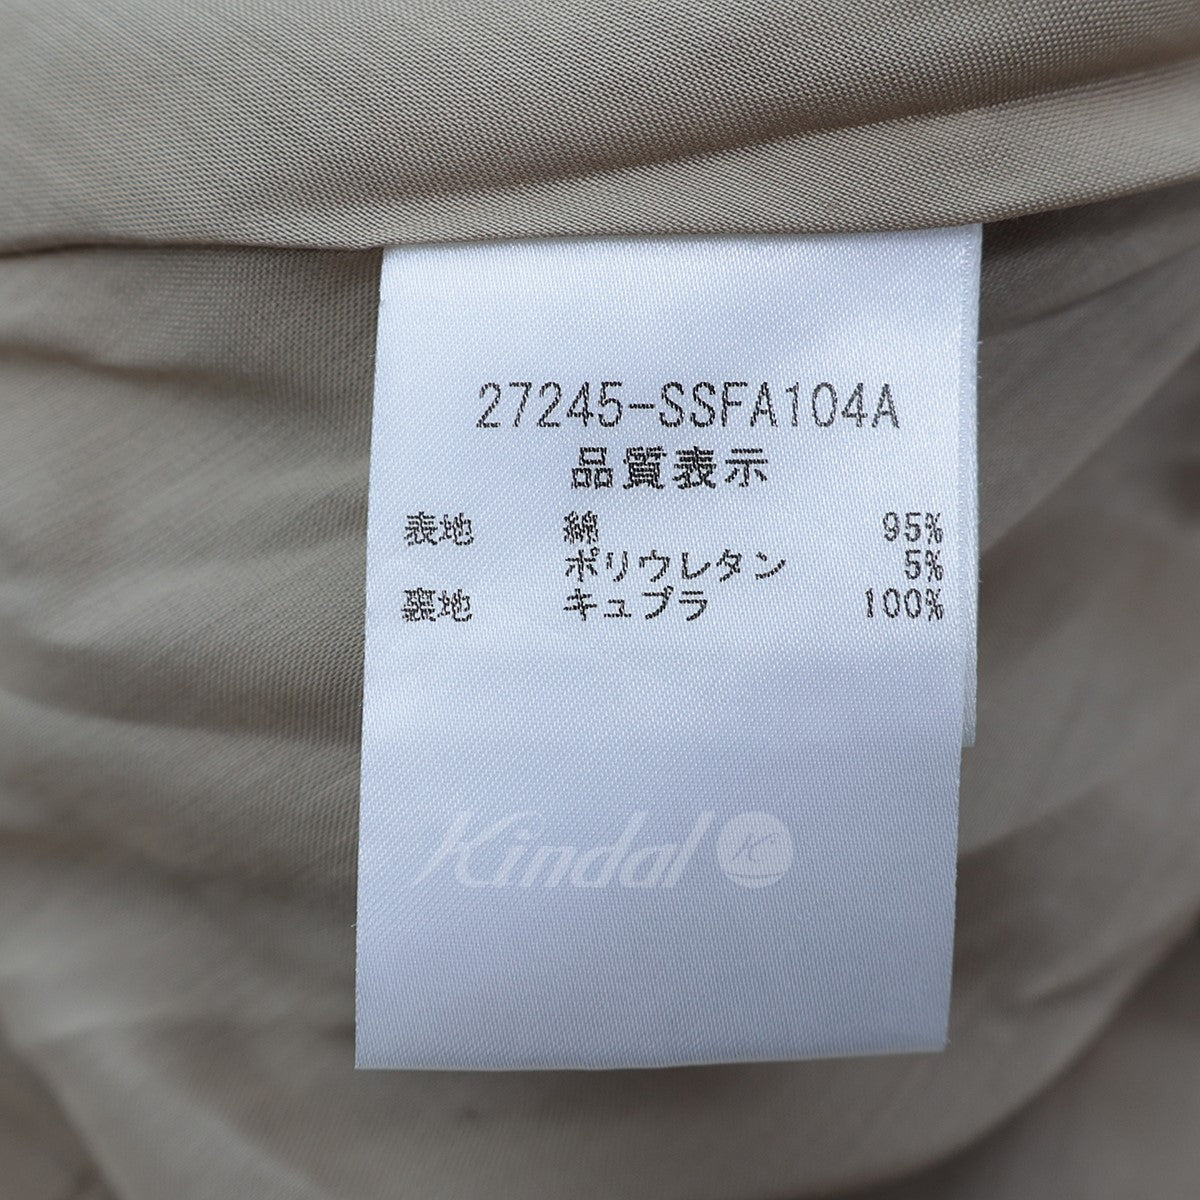 27245-SSFA104A
品質表示
表地 綿 95%
ポリウレタン 5%
裏地 キュプラ 100%
Kindal K